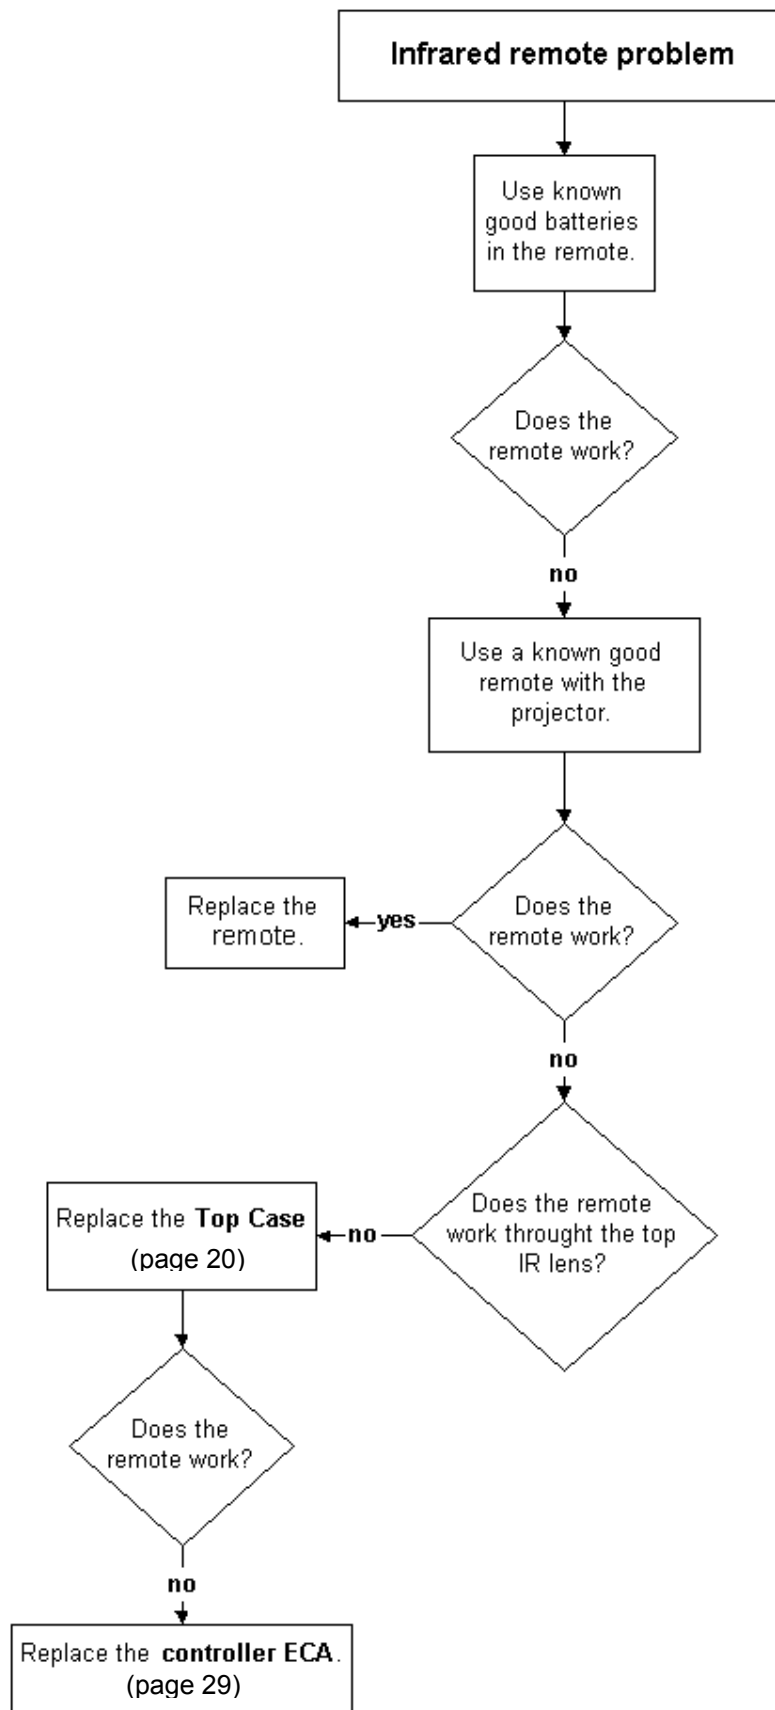 Infrared remote problem
Use known
good batteries
in the remote.
Does the
remote work?
no
Use a known good
remote with the
projector.
Does the
remote work?
yes
Replace the
remote.
no
Does the remote
work throught the top
IR lens?
no
Replace the Top Case
(page 20)
Does the
remote work?
no
Replace the controller ECA.
(page 29)